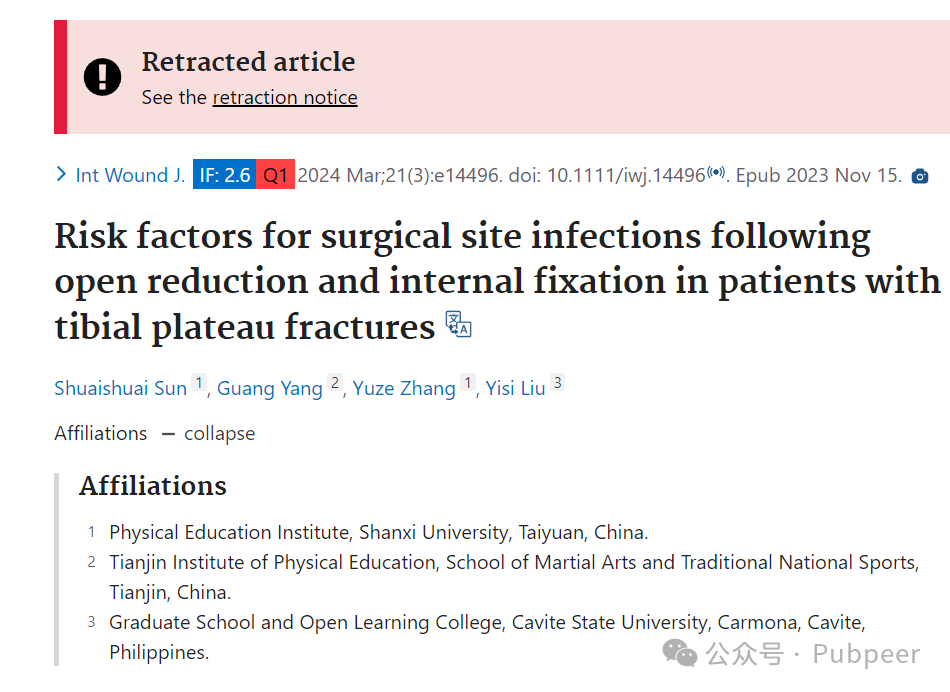 Retracted article
See the retraction notice
Int Wound J. IF: 2.6 Q1 2024 Mar;21(3):e14496. doi: 10.1111/iwj.14496. Epub 2023 Nov 15.
Risk factors for surgical site infections following
open reduction and internal fixation in patients with
tibial plateau fractures
Shuaishuai Sun 1, Guang Yang 2, Yuze Zhang 1, Yisi Liu 3
Affiliations — collapse
Affiliations
1 Physical Education Institute, Shanxi University, Taiyuan, China.
2 Tianjin Institute of Physical Education, School of Martial Arts and Traditional National Sports,
Tianjin, China.
3 Graduate School and Open Learning College, Cavite State University, Carmona, Cavite,
Philippines.
公众号 · Pubpeer